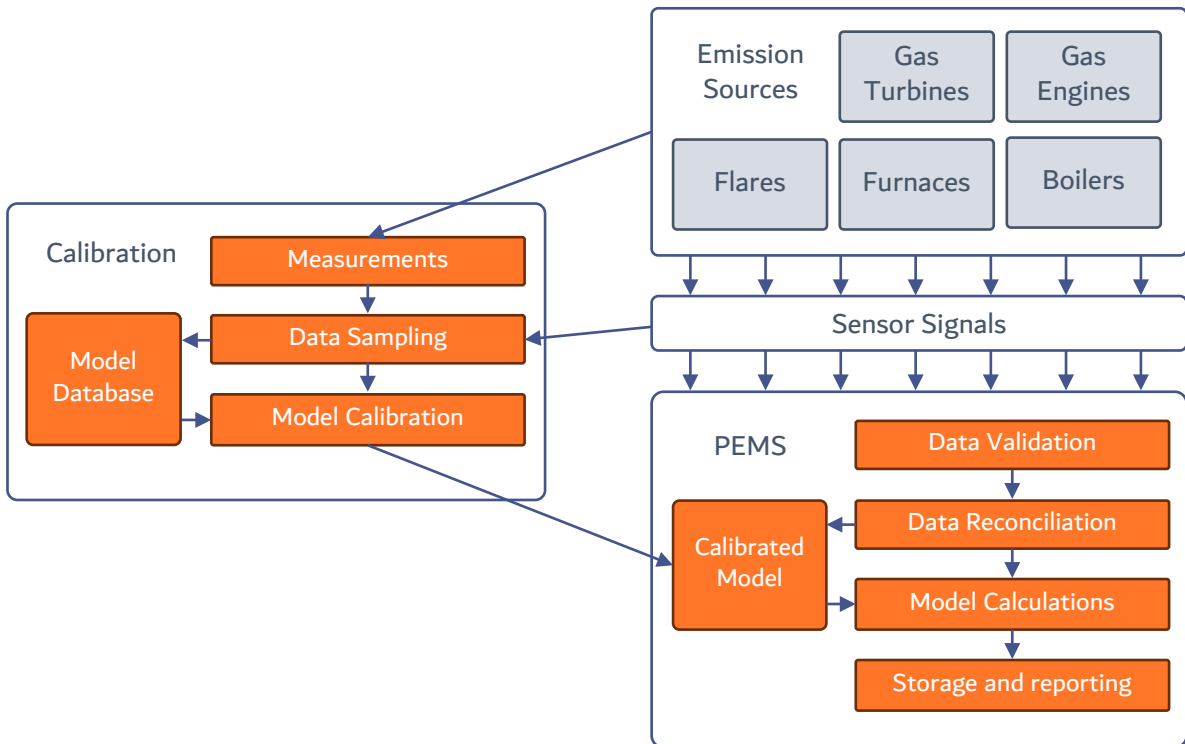 Emission
Sources
Gas
Turbines
Gas
Engines
Flares
Furnaces
Boilers
Calibration
Measurements
Data Sampling
Model
Database
Model Calibration
Sensor Signals
PEMS
Data Validation
Data Reconciliation
Calibrated
Model
Model Calculations
Storage and reporting